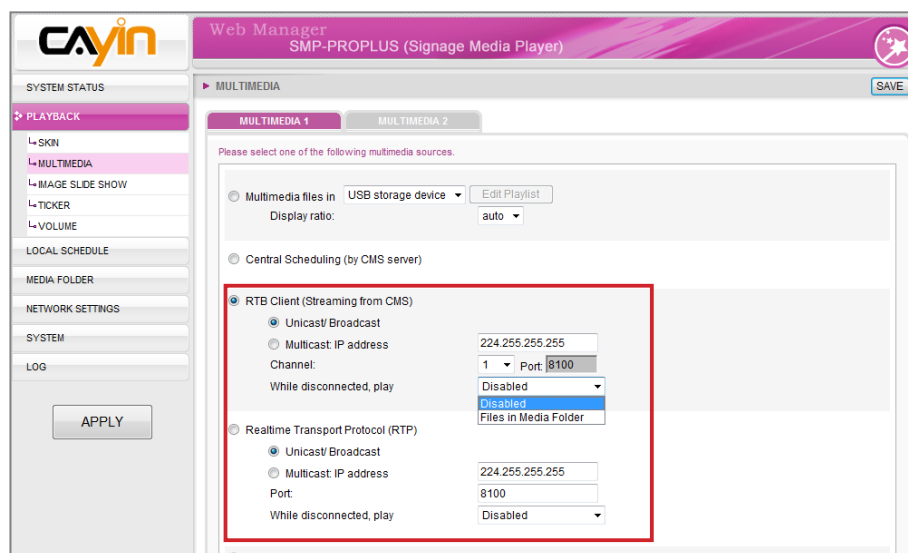 CAYIN
Web Manager
SMP-PROPLUS (Signage Media Player)
SYSTEM STATUS
PLAYBACK
SKIN
MULTIMEDIA
IMAGE SLIDE SHOW
TICKER
VOLUME
LOCAL SCHEDULE
MEDIA FOLDER
NETWORK SETTINGS
SYSTEM
LOG
APPLY
MULTIMEDIA
SAVE
MULTIMEDIA 1 MULTIMEDIA 2
Please select one of the following multimedia sources.
Multimedia files in USB storage device Edit Playlist
Display ratio: auto
Central Scheduling (by CMS server)
RTB Client (Streaming from CMS)
Unicast/ Broadcast
Multicast: IP address 224.255.255.255
Channel: 1 Port: 8100
While disconnected, play Disabled
Disabled
Files in Media Folder
Realtime Transport Protocol (RTP)
Unicast/ Broadcast
Multicast: IP address 224.255.255.255
Port: 8100
While disconnected, play Disabled